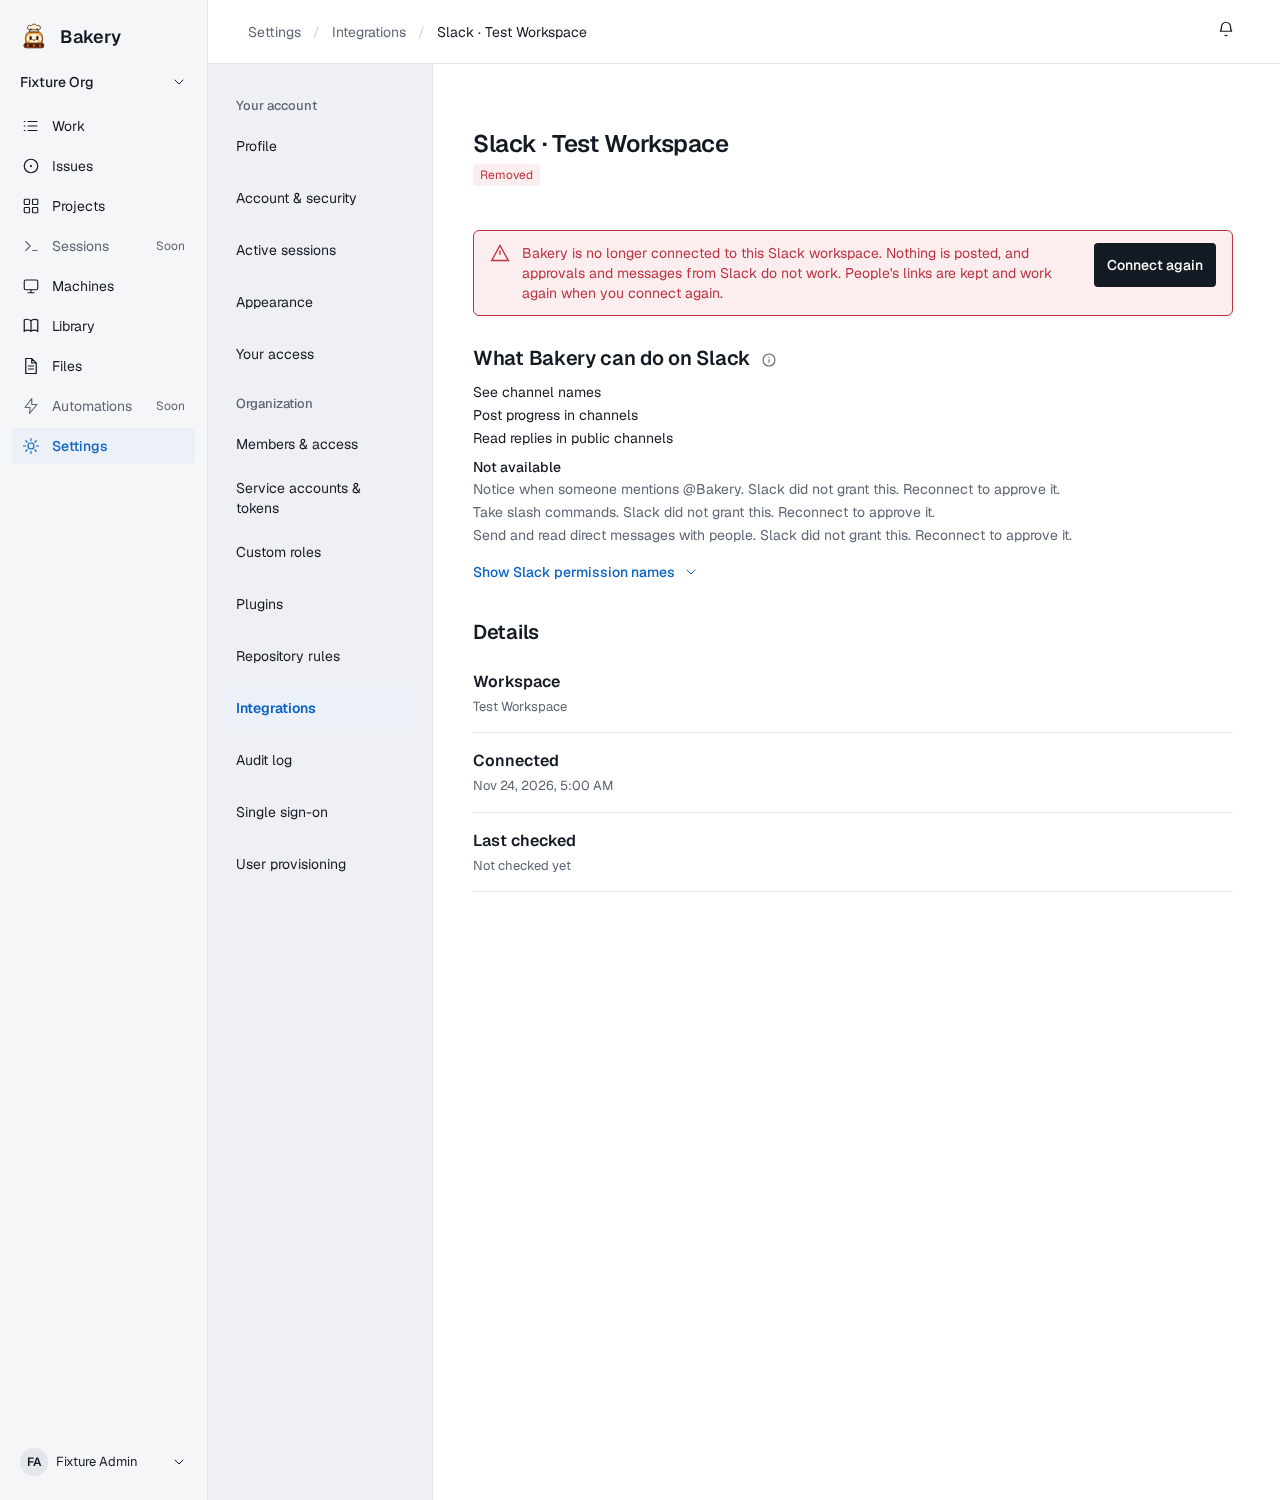 Bakery
Fixture Org
Work
Issues
Projects
Sessions Soon
Machines
Library
Files
Automations Soon
Settings
FA Fixture Admin
Settings / Integrations / Slack · Test Workspace
Your account
Profile
Account & security
Active sessions
Appearance
Your access
Organization
Members & access
Service accounts &
tokens
Custom roles
Plugins
Repository rules
Integrations
Audit log
Single sign-on
User provisioning
Slack · Test Workspace
Removed
Bakery is no longer connected to this Slack workspace. Nothing is posted, and
approvals and messages from Slack do not work. People's links are kept and work
again when you connect again.
Connect again
What Bakery can do on Slack
See channel names
Post progress in channels
Read replies in public channels
Not available
Notice when someone mentions @Bakery. Slack did not grant this. Reconnect to approve it.
Take slash commands. Slack did not grant this. Reconnect to approve it.
Send and read direct messages with people. Slack did not grant this. Reconnect to approve it.
Show Slack permission names
Details
Workspace
Test Workspace
Connected
Nov 24, 2026, 5:00 AM
Last checked
Not checked yet